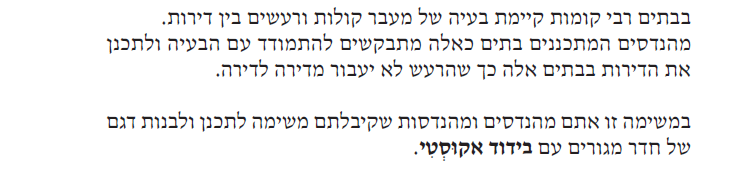 בבתים רבי קומות קיימת בעיה של מעבר קולות ורעשים בין דירות.
מהנדסים המתכננים בתים כאלה מתבקשים להתמודד עם הבעיה ולתכנן
את הדירות בבתים אלה כך שהרעש לא יעבור מדירה לדירה.
במשימה זו אתם מהנדסים ומהנדסות שקיבלתם משימה לתכנן ולבנות דגם
של חדר מגורים עם בידוד אקוּסְטִי.